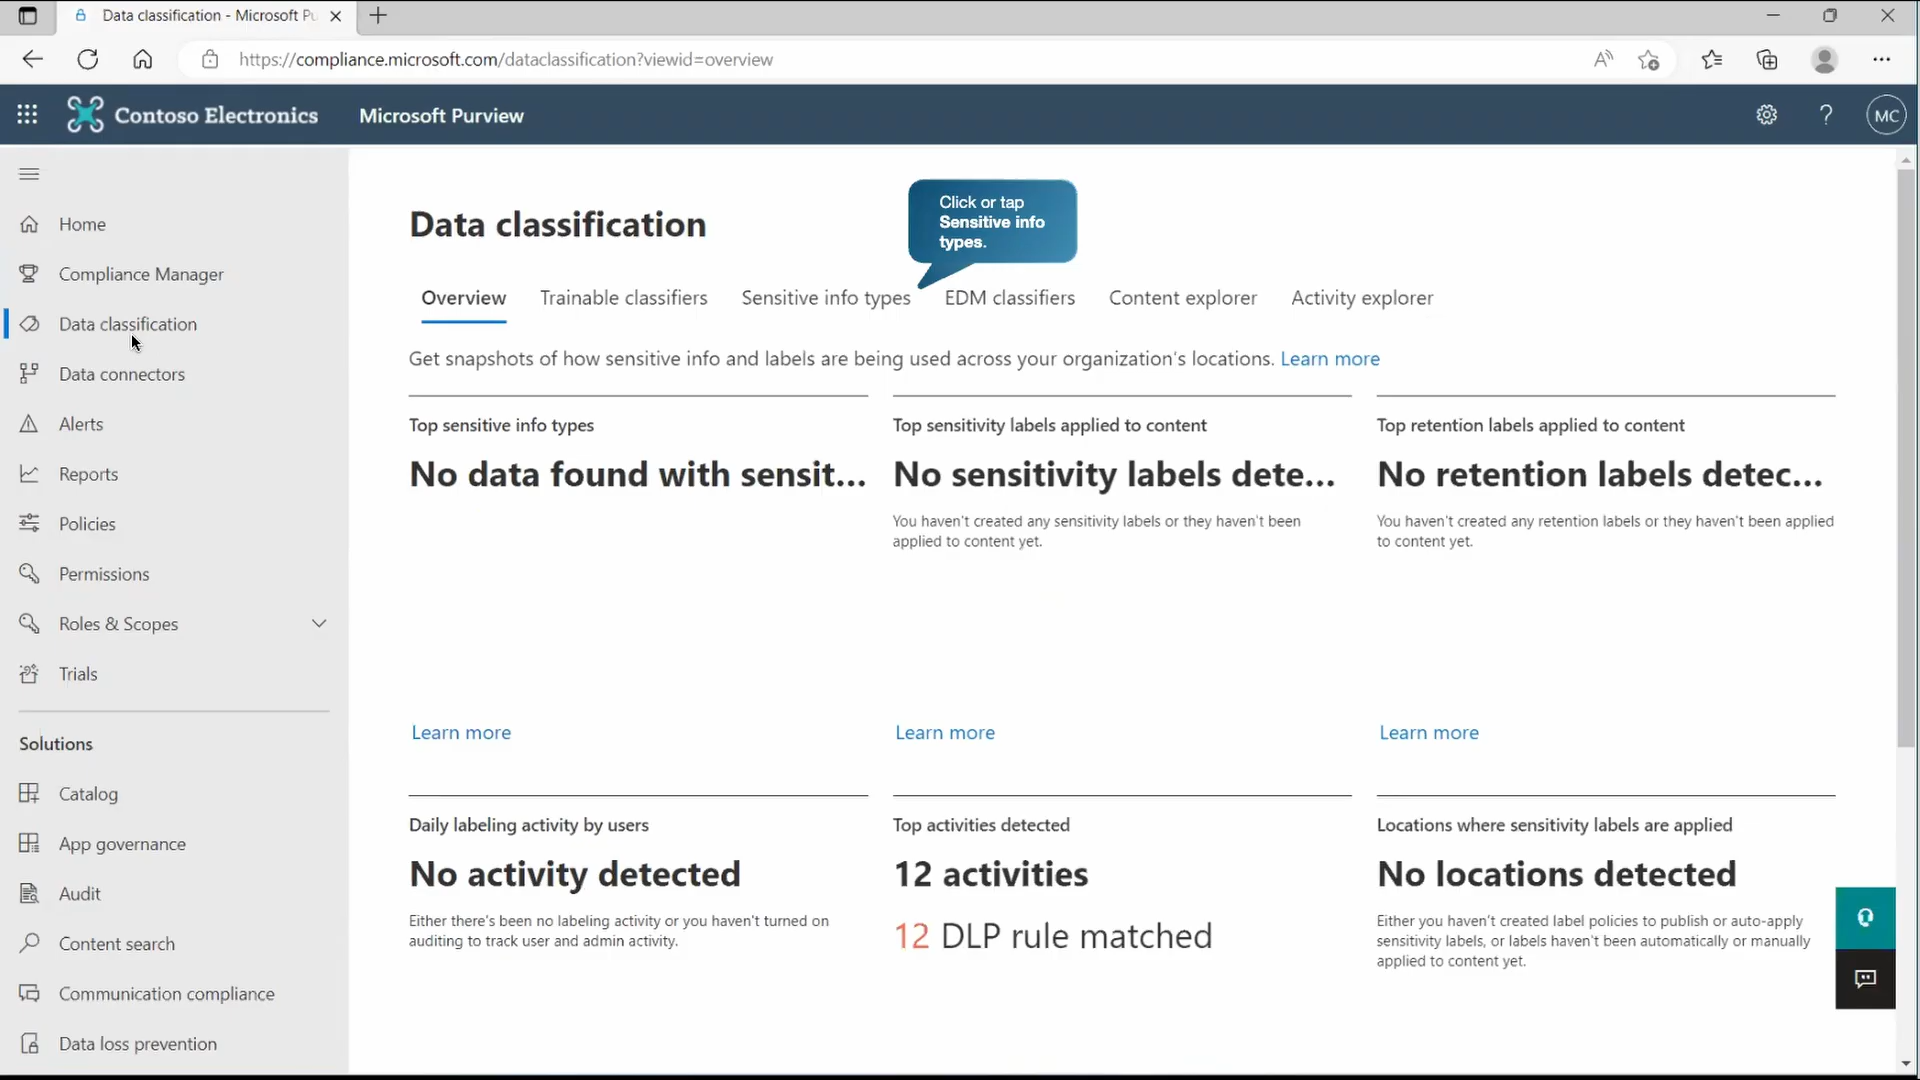 Data classification - Microsoft Pu
https://compliance.microsoft.com/dataclassification?viewid=overview
Contoso Electronics
Microsoft Purview
MC
Home
Compliance Manager
Data classification
Data connectors
Alerts
Reports
Policies
Permissions
Roles & Scopes
Trials
Solutions
Catalog
App governance
Audit
Content search
Communication compliance
Data loss prevention
Data classification
Click or tap
Sensitive info
types.
Overview
Trainable classifiers
Sensitive info types
EDM classifiers
Content explorer
Activity explorer
Get snapshots of how sensitive info and labels are being used across your organization's locations. Learn more
Top sensitive info types
No data found with sensit...
Learn more
Top sensitivity labels applied to content
No sensitivity labels dete...
You haven't created any sensitivity labels or they haven't been
applied to content yet.
Learn more
Top retention labels applied to content
No retention labels detec...
You haven't created any retention labels or they haven't been applied
to content yet.
Learn more
Daily labeling activity by users
No activity detected
Either there's been no labeling activity or you haven't turned on
auditing to track user and admin activity.
Top activities detected
12 activities
12 DLP rule matched
Locations where sensitivity labels are applied
No locations detected
Either you haven't created label policies to publish or auto-apply
sensitivity labels, or labels haven't been automatically or manually
applied to content yet.